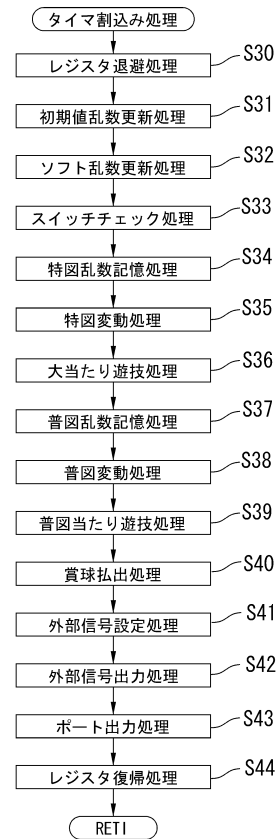 タイマ割込み処理
レジスタ退避処理 S30
初期値乱数更新処理 S31
ソフト乱数更新処理 S32
スイッチチェック処理 S33
特図乱数記憶処理 S34
特図変動処理 S35
大当たり遊技処理 S36
普図乱数記憶処理 S37
普図変動処理 S38
普図当たり遊技処理 S39
賞球払出処理 S40
外部信号設定処理 S41
外部信号出力処理 S42
ポート出力処理 S43
レジスタ復帰処理 S44
RETI